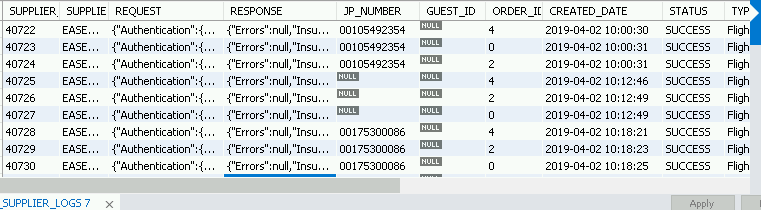 SUPPLIER_ SUPPLIE REQUEST RESPONSE JP_NUMBER GUEST_ID ORDER_ID CREATED_DATE STATUS TYP
40722 EASE... {"Authentication":{,... {"Errors":null,"Insu... 00105492354 NULL 4 2019-04-02 10:00:30 SUCCESS Fligh
40723 EASE... {"Authentication":{,... {"Errors":null,"Insu... 00105492354 NULL 0 2019-04-02 10:00:31 SUCCESS Fligh
40724 EASE... {"Authentication":{,... {"Errors":null,"Insu... 00105492354 NULL 2 2019-04-02 10:00:31 SUCCESS Fligh
40725 EASE... {"Authentication":{,... {"Errors":null,"Insu... NULL NULL 4 2019-04-02 10:12:46 SUCCESS Fligh
40726 EASE... {"Authentication":{,... {"Errors":null,"Insu... NULL NULL 2 2019-04-02 10:12:49 SUCCESS Fligh
40727 EASE... {"Authentication":{,... {"Errors":null,"Insu... NULL NULL 0 2019-04-02 10:12:49 SUCCESS Fligh
40728 EASE... {"Authentication":{,... {"Errors":null,"Insu... 00175300086 NULL 4 2019-04-02 10:18:21 SUCCESS Fligh
40729 EASE... {"Authentication":{,... {"Errors":null,"Insu... 00175300086 NULL 2 2019-04-02 10:18:23 SUCCESS Fligh
40730 EASE... {"Authentication":{,... {"Errors":null,"Insu... 00175300086 NULL 0 2019-04-02 10:18:25 SUCCESS Fligh
_SUPPLIER_LOGS 7 Apply